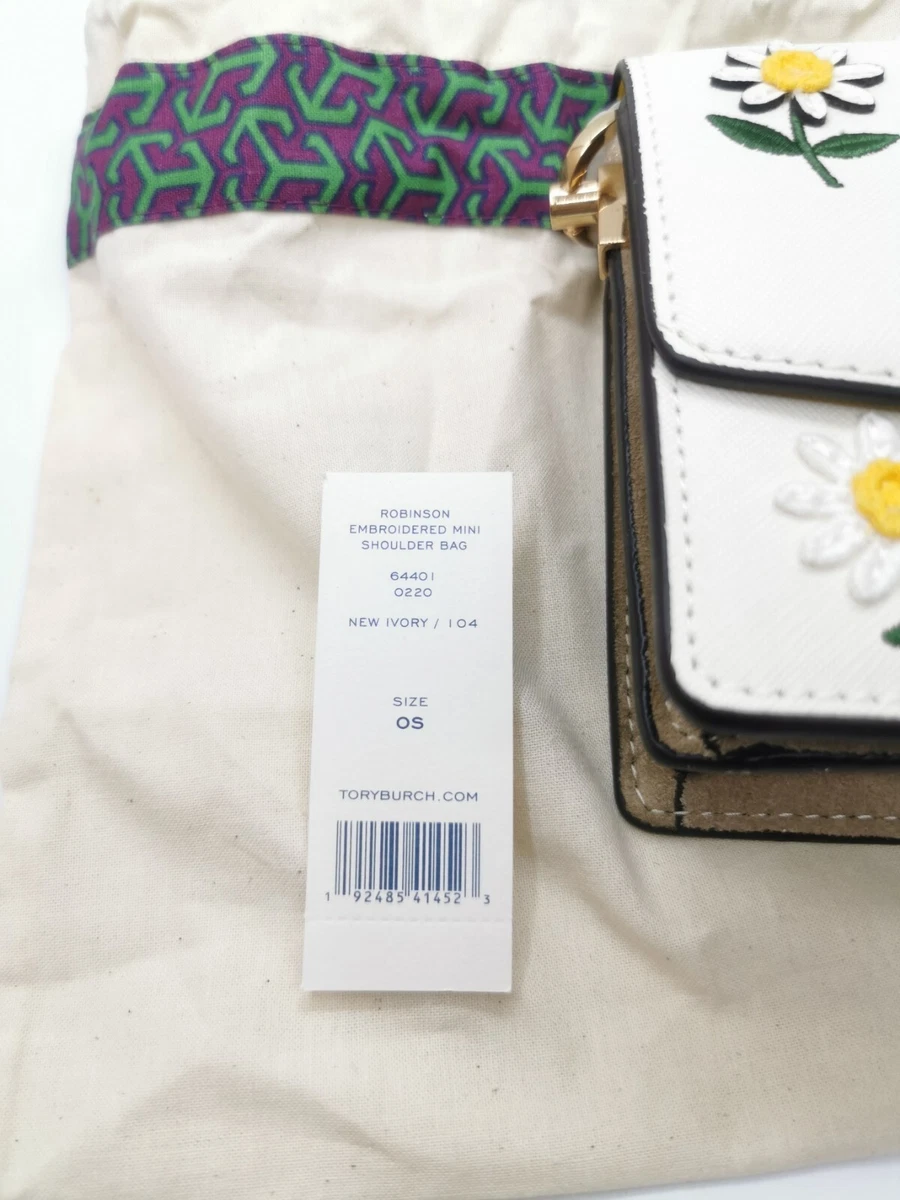 ROBINSON
EMBROIDERED MINI
SHOULDER BAG
64401
0220
NEW IVORY / 104
SIZE
OS
TORYBURCH.COM
1 92485 41452 3